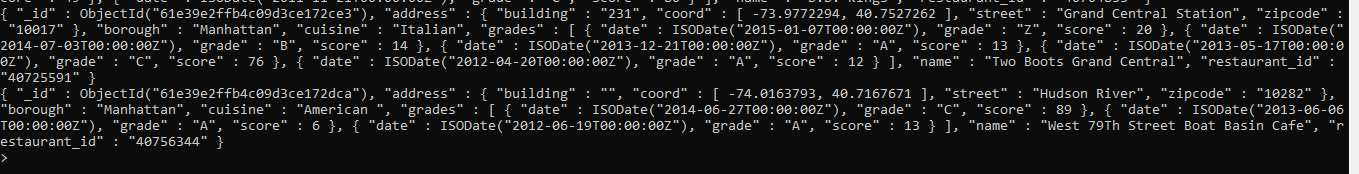 { "_id" : ObjectId("61e39e2ffb4c09d3ce172ce3"), "address" : { "building" : "231", "coord" : [ -73.9772294, 40.7527262 ], "street" : "Grand Central Station", "zipcode" :
 "10017" }, "borough" : "Manhattan", "cuisine" : "Italian", "grades" : [ { "date" : ISODate("2015-01-07T00:00:00Z"), "grade" : "Z", "score" : 20 }, { "date" : ISODate("
2014-07-03T00:00:00Z"), "grade" : "B", "score" : 14 }, { "date" : ISODate("2013-12-21T00:00:00Z"), "grade" : "A", "score" : 13 }, { "date" : ISODate("2013-05-17T00:00:0
0Z"), "grade" : "C", "score" : 76 }, { "date" : ISODate("2012-04-20T00:00:00Z"), "grade" : "A", "score" : 12 } ], "name" : "Two Boots Grand Central", "restaurant_id" :
"40725591" }
{ "_id" : ObjectId("61e39e2ffb4c09d3ce172dca"), "address" : { "building" : "", "coord" : [ -74.0163793, 40.7167671 ], "street" : "Hudson River", "zipcode" : "10282" },
"borough" : "Manhattan", "cuisine" : "American ", "grades" : [ { "date" : ISODate("2014-06-27T00:00:00Z"), "grade" : "C","score" : 89 }, { "date" : ISODate("2013-06-06
T00:00:00Z"), "grade" : "A", "score" : 6 }, { "date" : ISODate("2012-06-19T00:00:00Z"), "grade" : "A", "score" : 13 } ], "name" : "West 79Th Street Boat Basin Cafe", "r
estaurant_id" : "40756344" }
>